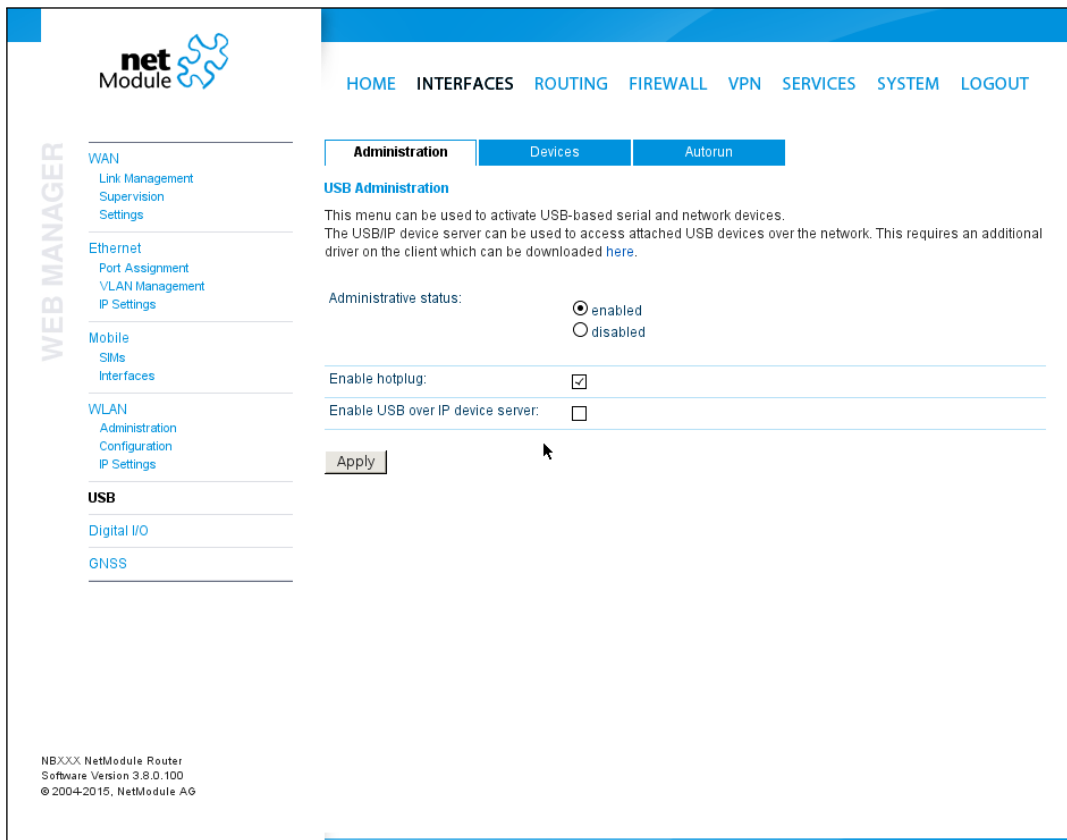 net
Module
HOME INTERFACES ROUTING FIREWALL VPN SERVICES SYSTEM LOGOUT
WEB MANAGER
WAN
Link Management
Supervision
Settings
Ethernet
Port Assignment
VLAN Management
IP Settings
Mobile
SIMs
Interfaces
WLAN
Administration
Configuration
IP Settings
USB
Digital I/O
GNSS
Administration Devices Autorun
USB Administration
This menu can be used to activate USB-based serial and network devices.
The USB/IP device server can be used to access attached USB devices over the network. This requires an additional
driver on the client which can be downloaded here.
Administrative status:
enabled
disabled
Enable hotplug:
Enable USB over IP device server:
Apply
NBXXX NetModule Router
Software Version 3.8.0.100
© 2004-2015, NetModule AG